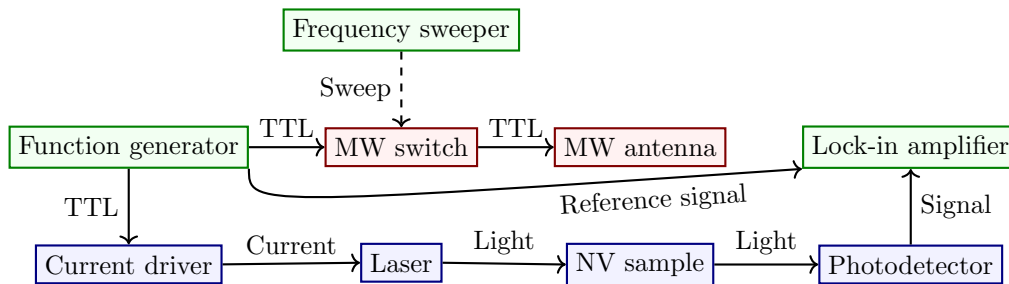 Frequency sweeper
Sweep
Function generator
TTL
MW switch
TTL
MW antenna
Lock-in amplifier
Reference signal
TTL
Signal
Current driver
Current
Laser
Light
NV sample
Light
Photodetector